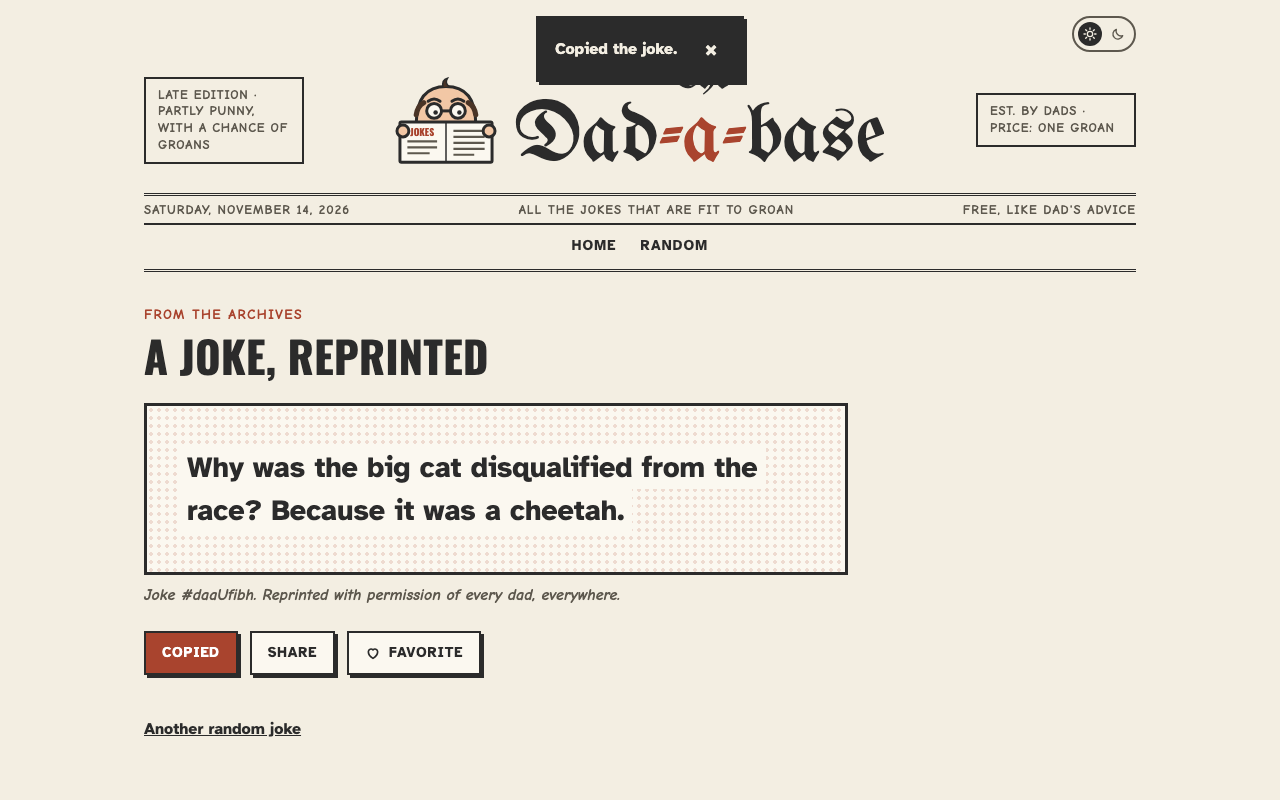 Copied the joke. ✖
LATE EDITION ·
PARTLY PUNNY,
WITH A CHANCE OF
GROANS
JOKES
Dad-a-base
EST. BY DADS ·
PRICE: ONE GROAN
SATURDAY, NOVEMBER 14, 2026
ALL THE JOKES THAT ARE FIT TO GROAN
FREE, LIKE DAD'S ADVICE
HOME
RANDOM
FROM THE ARCHIVES
A JOKE, REPRINTED
Why was the big cat disqualified from the
race? Because it was a cheetah.
Joke #daaUfibh. Reprinted with permission of every dad, everywhere.
COPIED
SHARE
FAVORITE
Another random joke